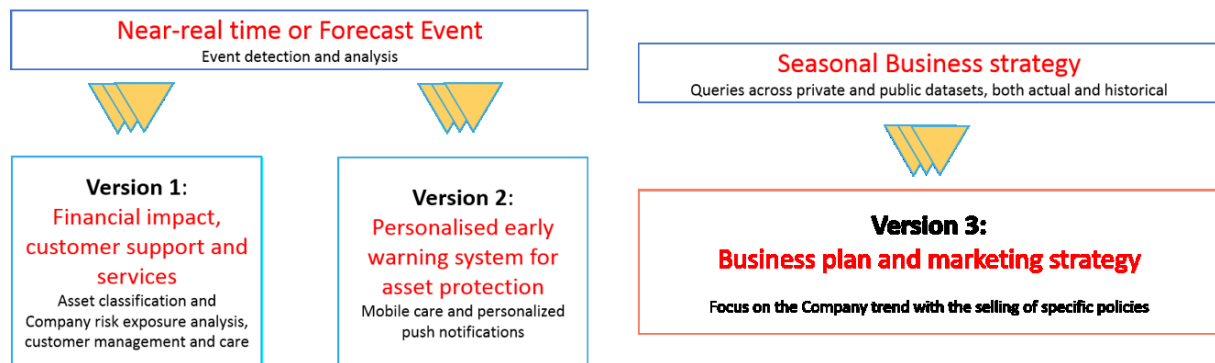 Near-real time or Forecast Event
Event detection and analysis
Version 1:
Financial impact,
customer support and
services
Asset classification and
Company risk exposure analysis,
customer management and care
Version 2:
Personalised early
warning system for
asset protection
Mobile care and personalized
push notifications
Seasonal Business strategy
Queries across private and public datasets, both actual and historical
Version 3:
Business plan and marketing strategy
Focus on the Company trend with the selling of specific policies